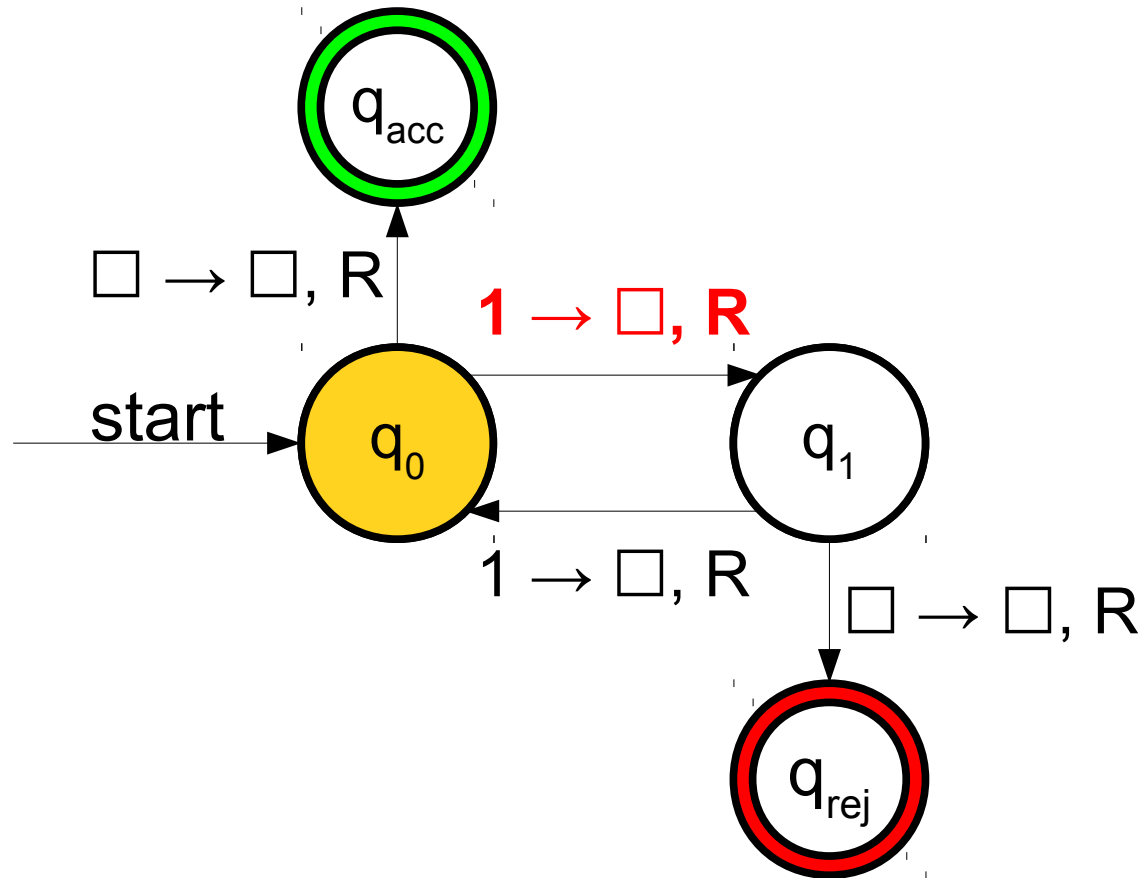 q_acc
□ → □, R
1 → □, R
start
q_0
q_1
1 → □, R
□ → □, R
q_rej